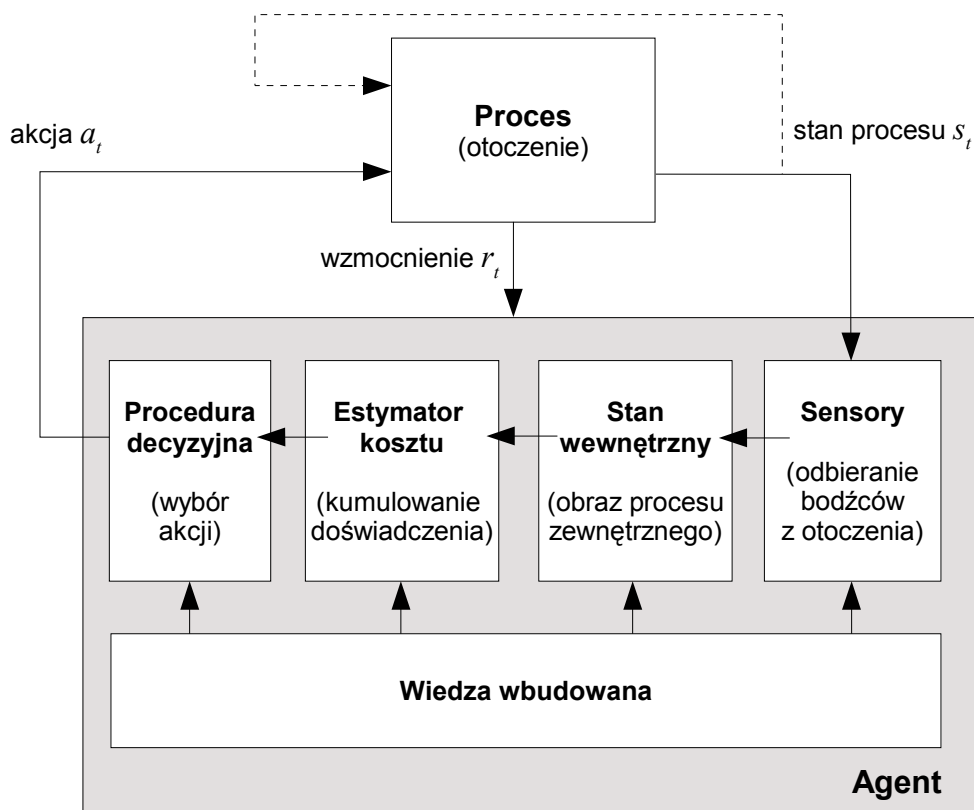 Proces
(otoczenie)
akcja a_t
stan procesu s_t
wzmocnienie r_t
Procedura
decyzyjna
(wybór
akcji)
Estymator
kosztu
(kumulowanie
doświadczenia)
Stan
wewnętrzny
(obraz procesu
zewnętrznego)
Sensory
(odbieranie
bodźców
z otoczenia)
Wiedza wbudowana
Agent